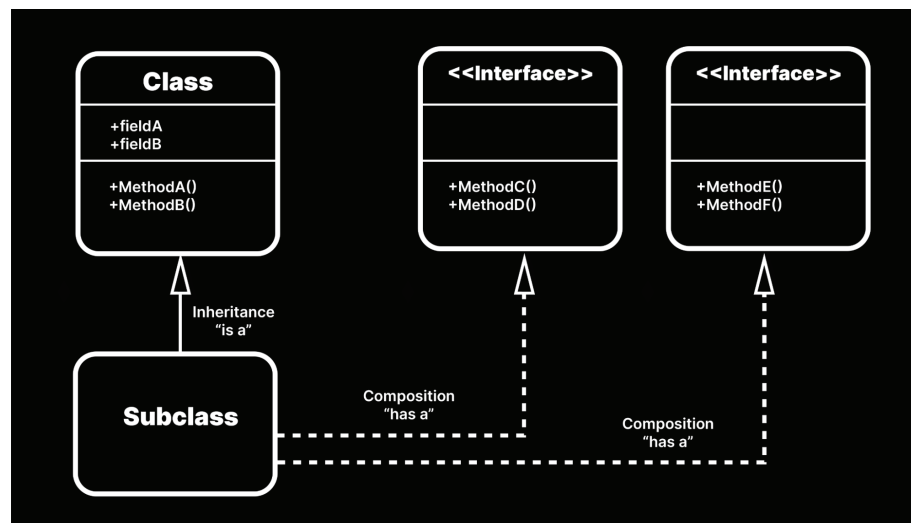 Class
+fieldA
+fieldB
+MethodA()
+MethodB()
<<Interface>>
+MethodC()
+MethodD()
<<Interface>>
+MethodE()
+MethodF()
Inheritance
“is a”
Subclass
Composition
“has a”
Composition
“has a”